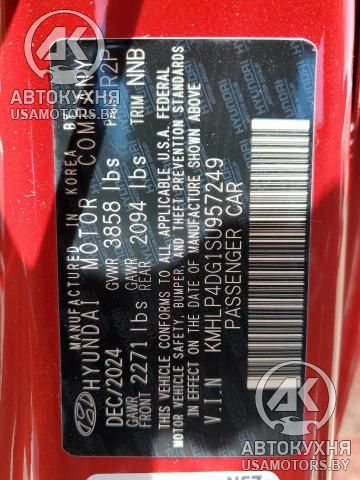 АВТОКУХНЯ
USAMOTORS.BY
MANUFACTURED IN KOREA BY
HYUNDAI MOTOR COMPANY
DEC/2024 GVWR 3858 lbs R2P
GAWR FRONT 2271 lbs GAWR REAR 2094 lbs TRIM NNB
THIS VEHICLE CONFORMS TO ALL APPLICABLE U.S.A. FEDERAL
MOTOR VEHICLE SAFETY, BUMPER, AND THEFT PREVENTION STANDARDS
IN EFFECT ON THE DATE OF MANUFACTURE SHOWN ABOVE.
V.I.N KMHLP4DG1SU957249
PASSENGER CAR
АВТОКУХНЯ
USAMOTORS.BY